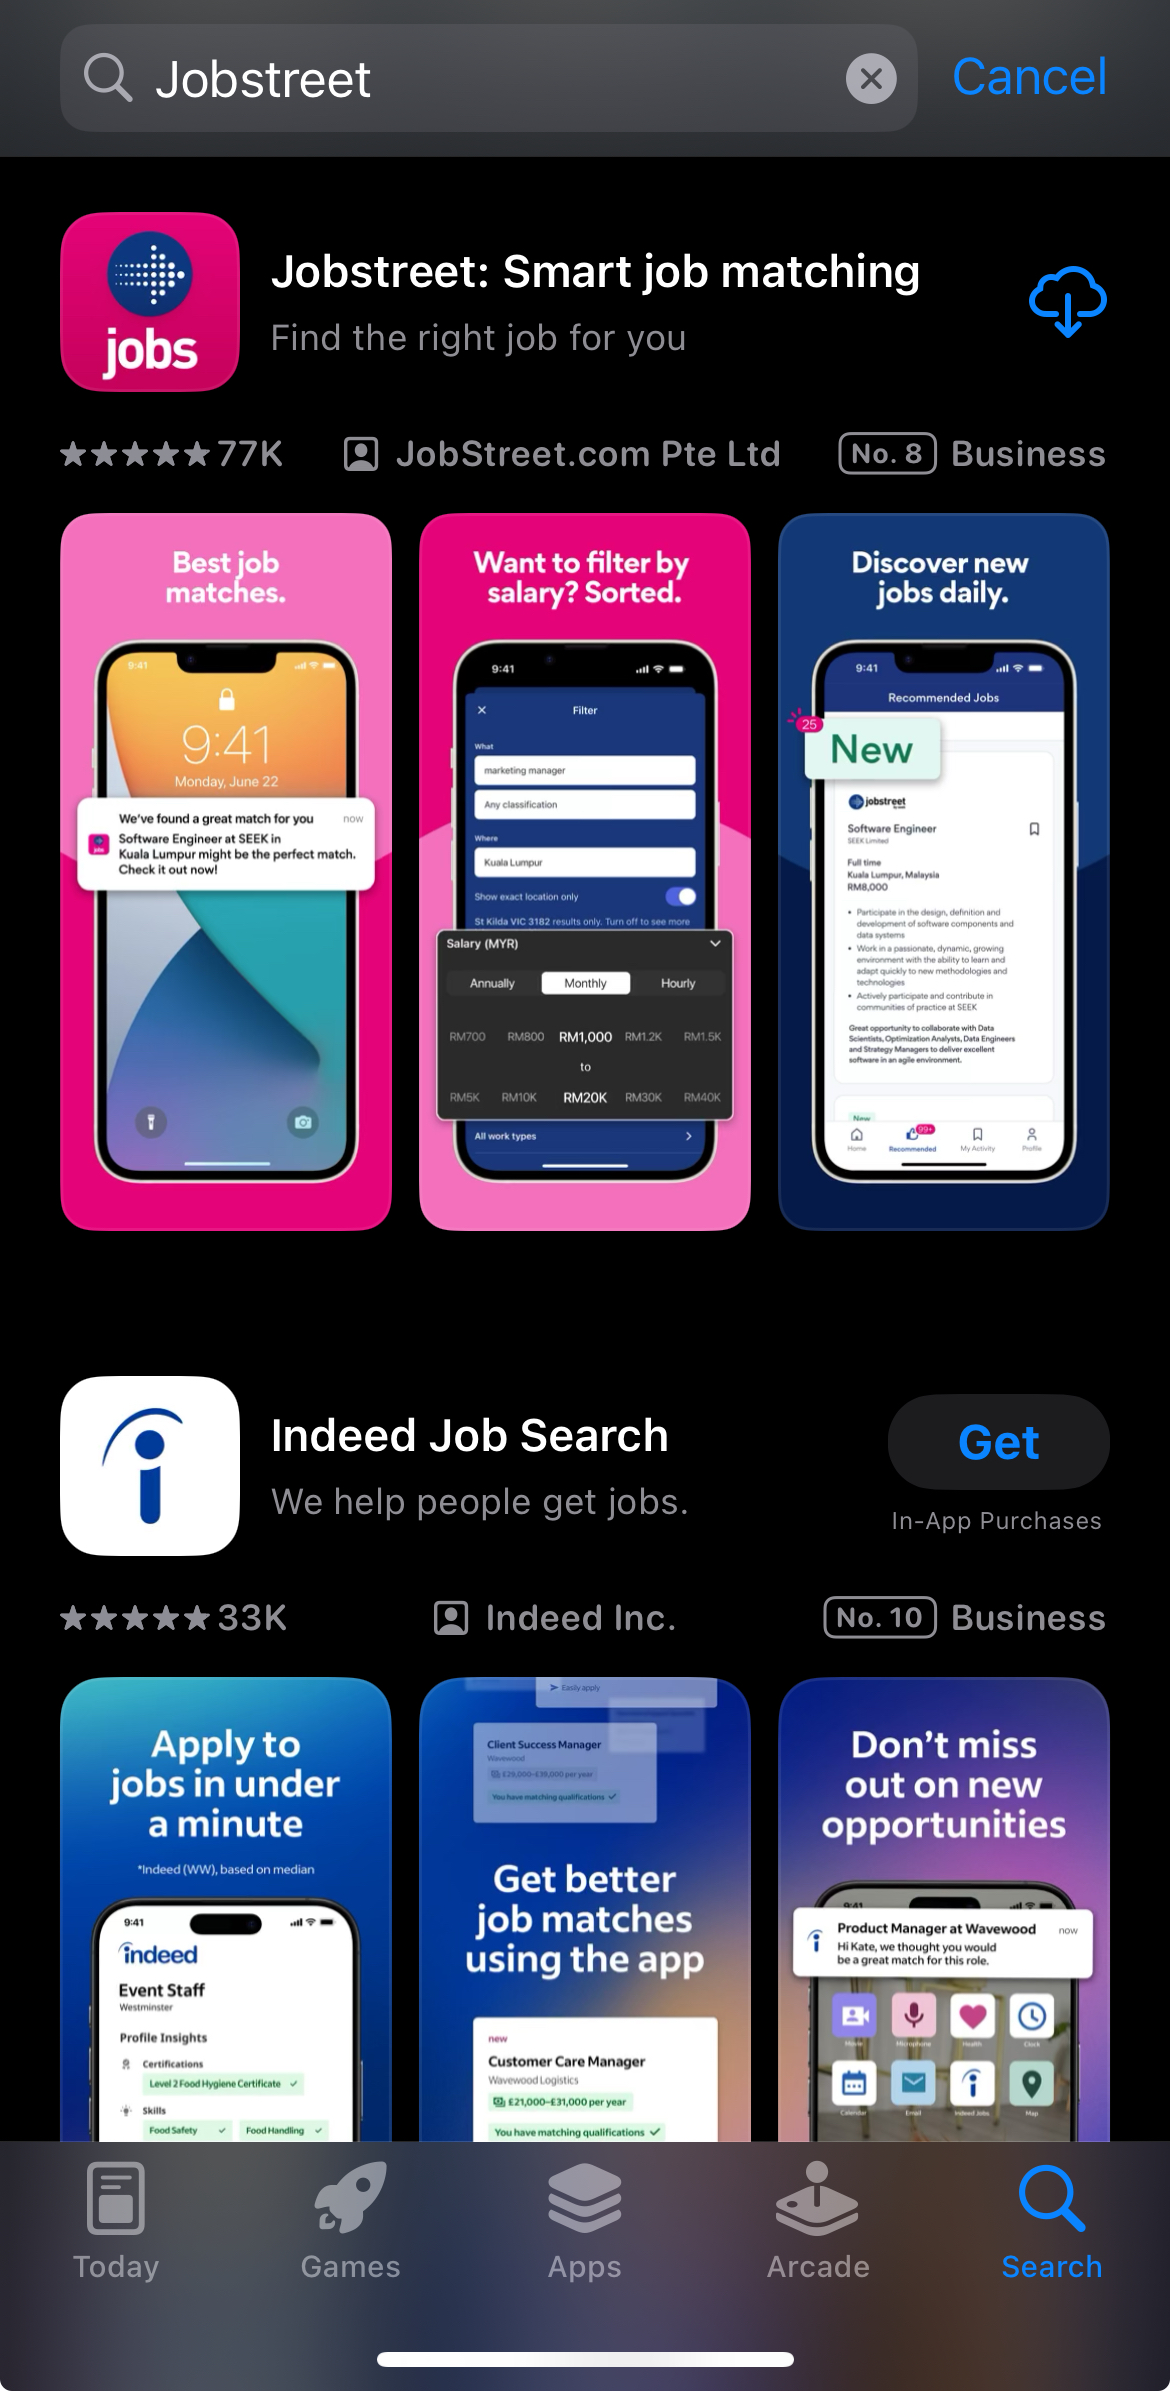 Jobstreet
Cancel
jobs
Jobstreet: Smart job matching
Find the right job for you
★★★★★ 77K
JobStreet.com Pte Ltd
No. 8 Business
Best job
matches.
9:41
9:41
Monday, June 22
We've found a great match for you now
Software Engineer at SEEK in
Kuala Lumpur might be the perfect match.
Check it out now!
Want to filter by
salary? Sorted.
9:41
Filter
What
marketing manager
Any classification
Where
Kuala Lumpur
Show exact location only
St Kilda VIC 3182 results only. Turn off to see more
Salary (MYR)
Annually Monthly Hourly
RM700 RM800 RM1,000 RM1.2K RM1.5K
to
RM5K RM10K RM20K RM30K RM40K
All work types
Discover new
jobs daily.
9:41
Recommended Jobs
25
New
jobstreet
Software Engineer
SEEK Limited
Full time
Kuala Lumpur, Malaysia
RM8,000
• Participate in the design, definition and
development of software components and
data systems
• Work in a passionate, dynamic, growing
environment with the ability to learn and
adapt quickly to new methodologies and
technologies
• Actively participate and contribute in
communities of practice at SEEK
Great opportunity to collaborate with Data
Scientists, Optimization Analysts, Data Engineers
and Strategy Managers to deliver excellent
software in an agile environment.
New
99+
Home Recommended My Activity Profile
Indeed Job Search
We help people get jobs.
Get
In-App Purchases
★★★★★ 33K
Indeed Inc.
No. 10 Business
Apply to
jobs in under
a minute
*Indeed (WW), based on median
9:41
indeed
Event Staff
Westminster
Profile Insights
Certifications
Level 2 Food Hygiene Certificate ✓
Skills
Food Safety ✓ Food Handling ✓
Easily apply
Client Success Manager
Wavewood
£29,000–£38,000 per year
You have matching qualifications ✓
Get better
job matches
using the app
new
Customer Care Manager
Wavewood Logistics
£21,000–£31,000 per year
You have matching qualifications ✓
Don't miss
out on new
opportunities
9:41
Product Manager at Wavewood now
Hi Kate, we thought you would
be a great match for this role.
Movie Microphone Health Clock
Calendar Email Indeed Jobs Map
Today
Games
Apps
Arcade
Search